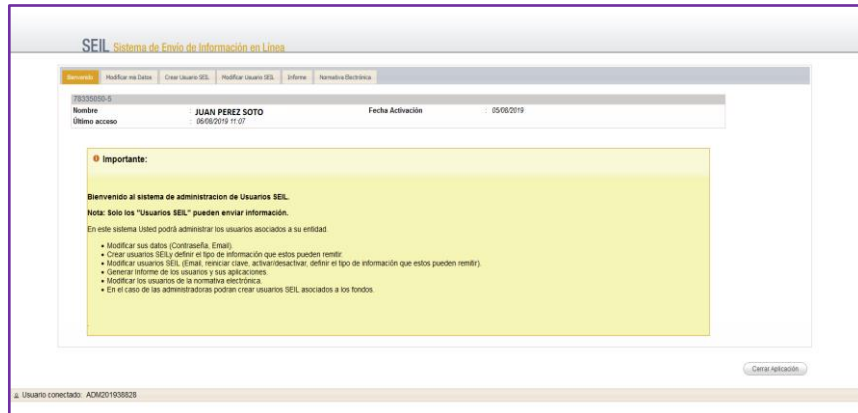 SEIL Sistema de Envío de Información en Línea
Bienvenido Modificar mis Datos Crear Usuario SEIL Modificar Usuario SEIL Informe Normativa Electrónica
78335050-5
Nombre : JUAN PEREZ SOTO Fecha Activación : 05/06/2019
Último acceso : 06/06/2019 11:07
Importante:
Bienvenido al sistema de administracion de Usuarios SEIL.
Nota: Solo los "Usuarios SEIL" pueden enviar información.
En este sistema Usted podrá administrar los usuarios asociados a su entidad.
• Modificar sus datos (Contraseña, Email).
• Crear usuarios SEILy definir el tipo de información que estos pueden remitir.
• Modificar usuarios SEIL (Email, reiniciar clave, activar/desactivar, definir el tipo de información que estos pueden remitir).
• Generar Informe de los usuarios y sus aplicaciones.
• Modificar los usuarios de la normativa electrónica.
• En el caso de las administradoras podran crear usuarios SEIL asociados a los fondos.
Cerrar Aplicación
Usuario conectado: ADM201938828